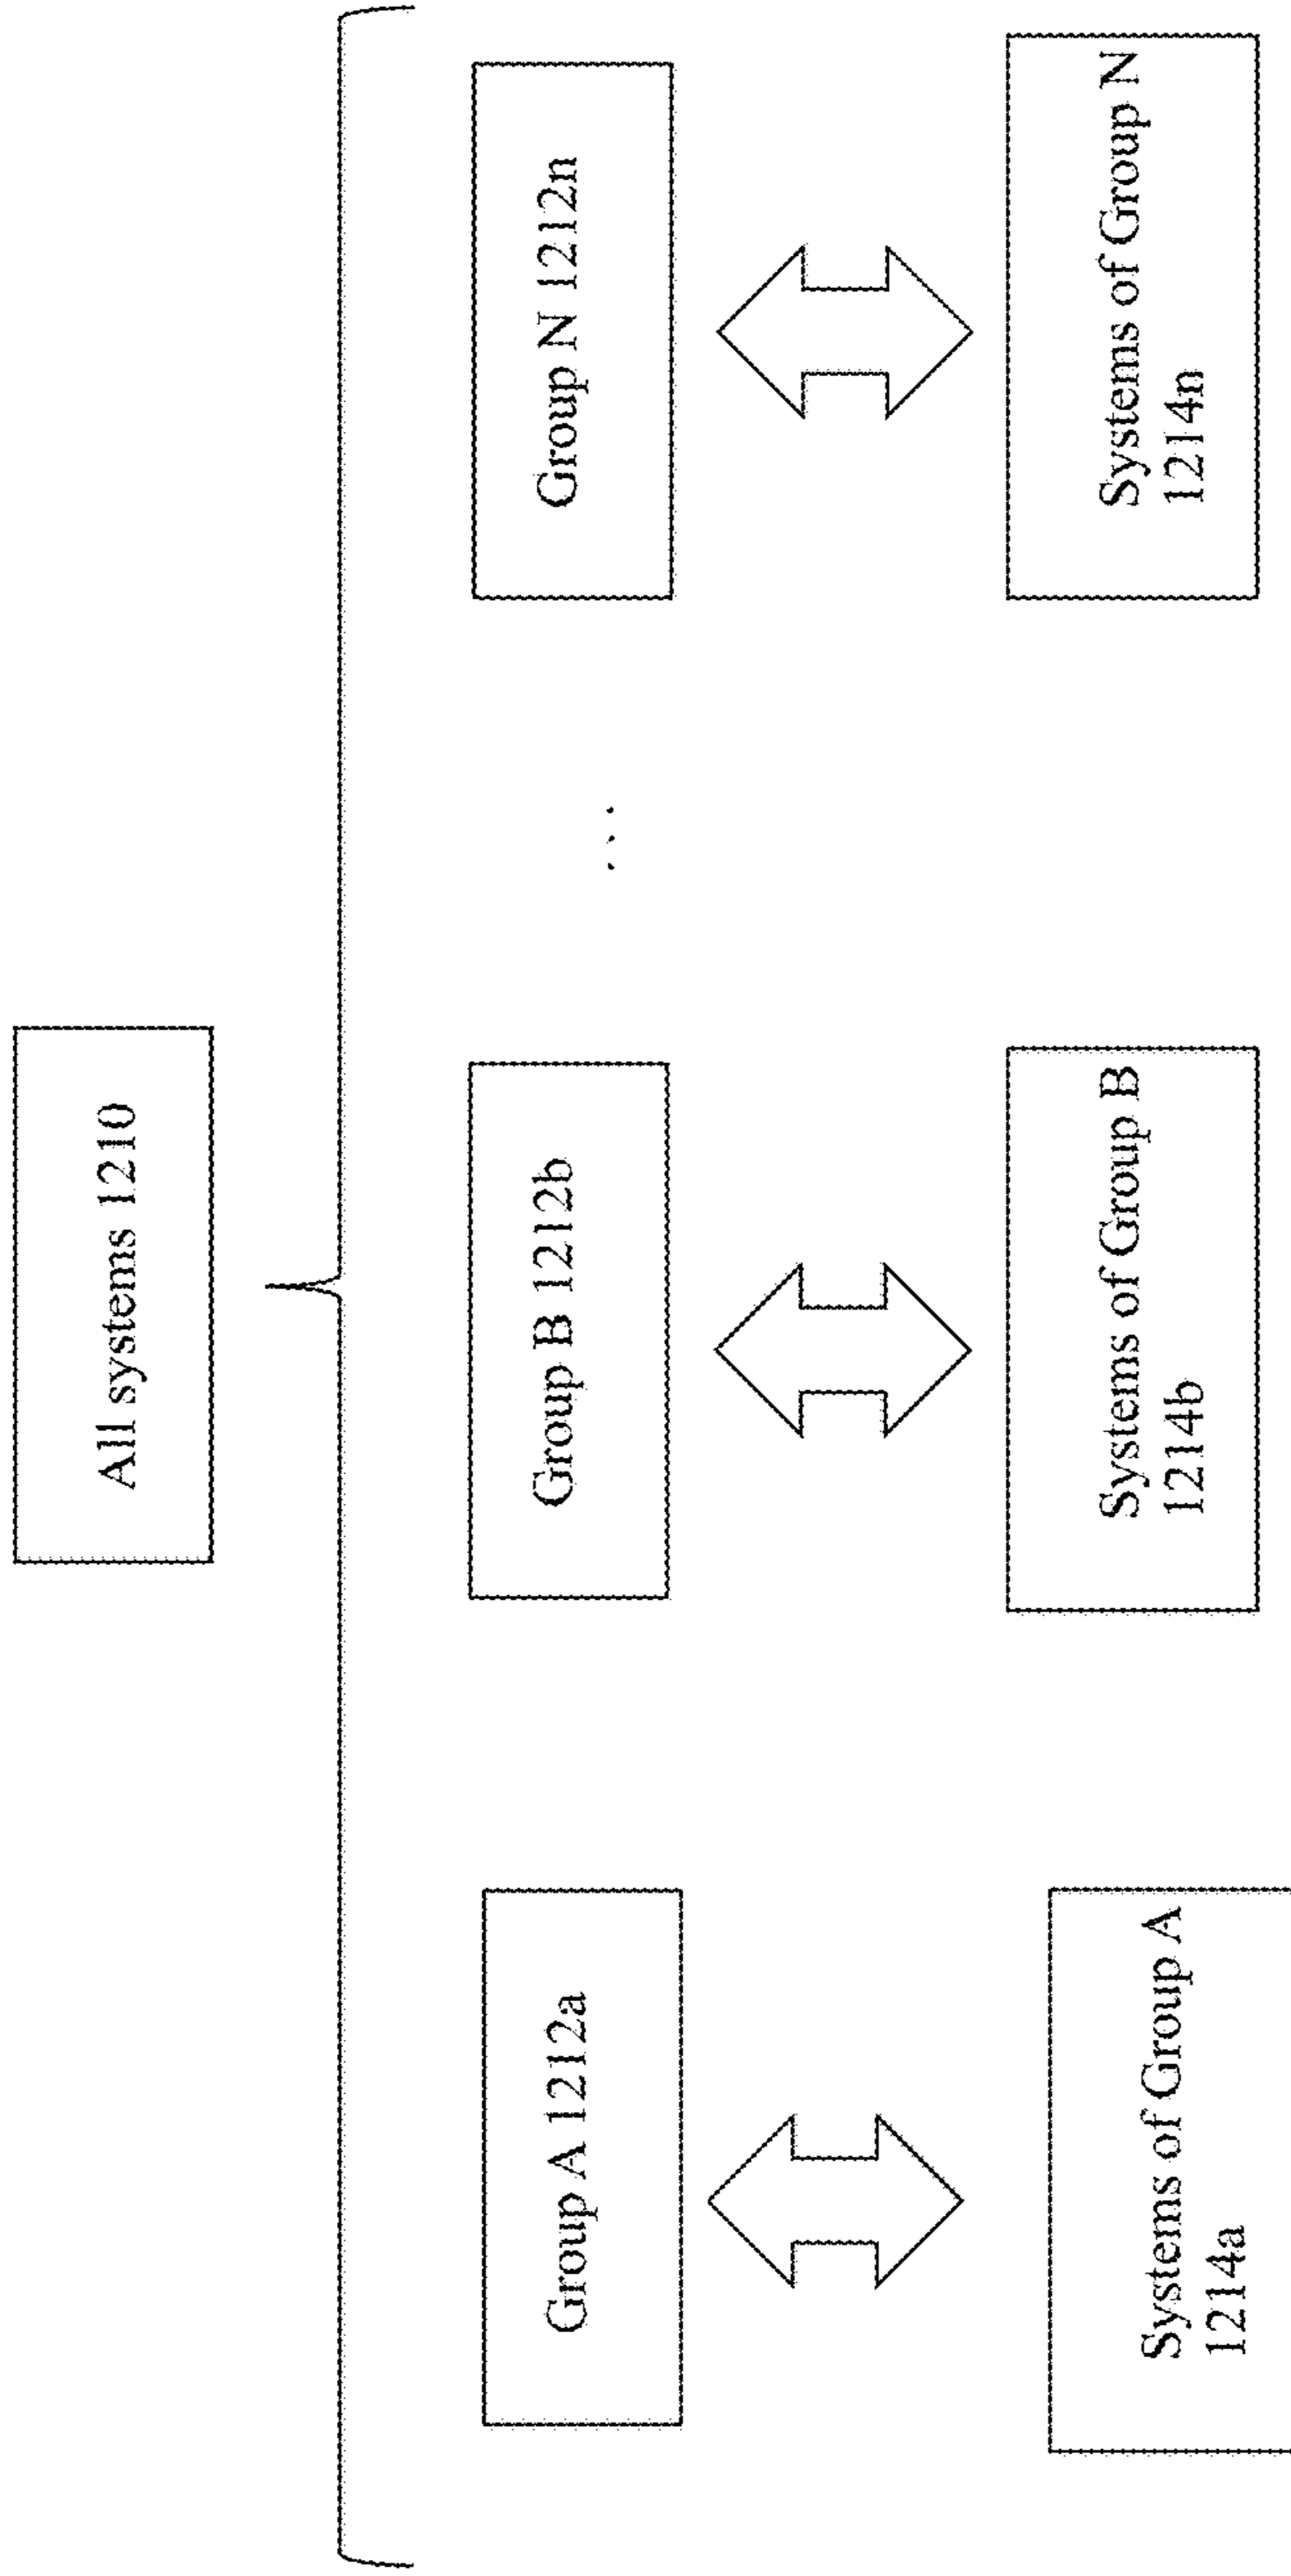 All systems 1210
Group A 1212a
Group B 1212b
...
Group N 1212n
Systems of Group A
1214a
Systems of Group B
1214b
Systems of Group N
1214n